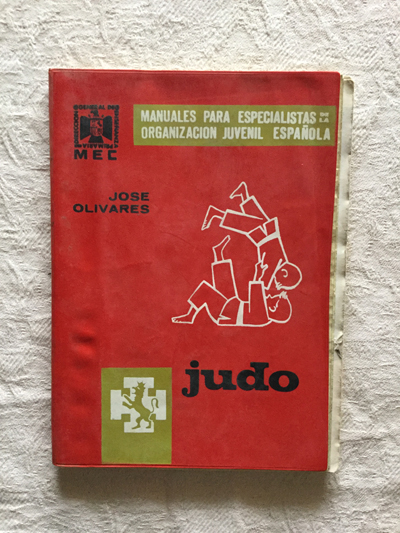 MEC
MANUALES PARA ESPECIALISTAS DE LA
ORGANIZACION JUVENIL ESPAÑOLA
JOSE
OLIVARES
judo